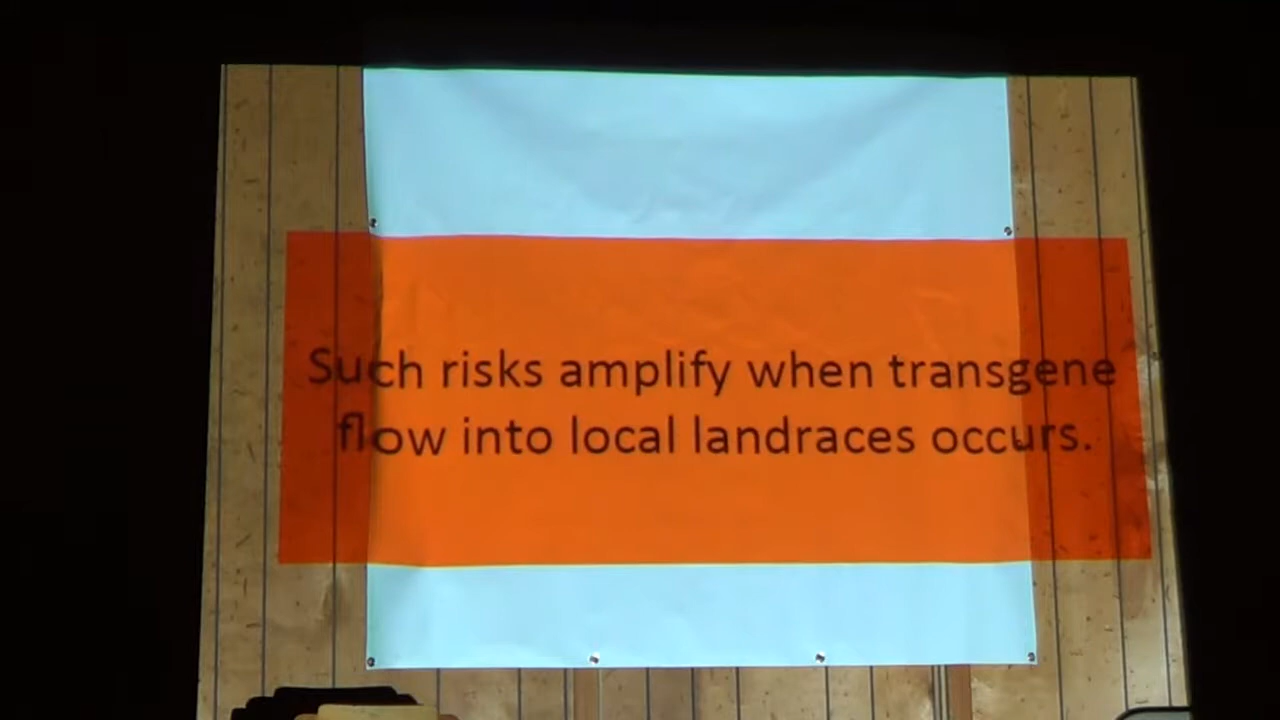 Such risks amplify when transgene
flow into local landraces occurs.